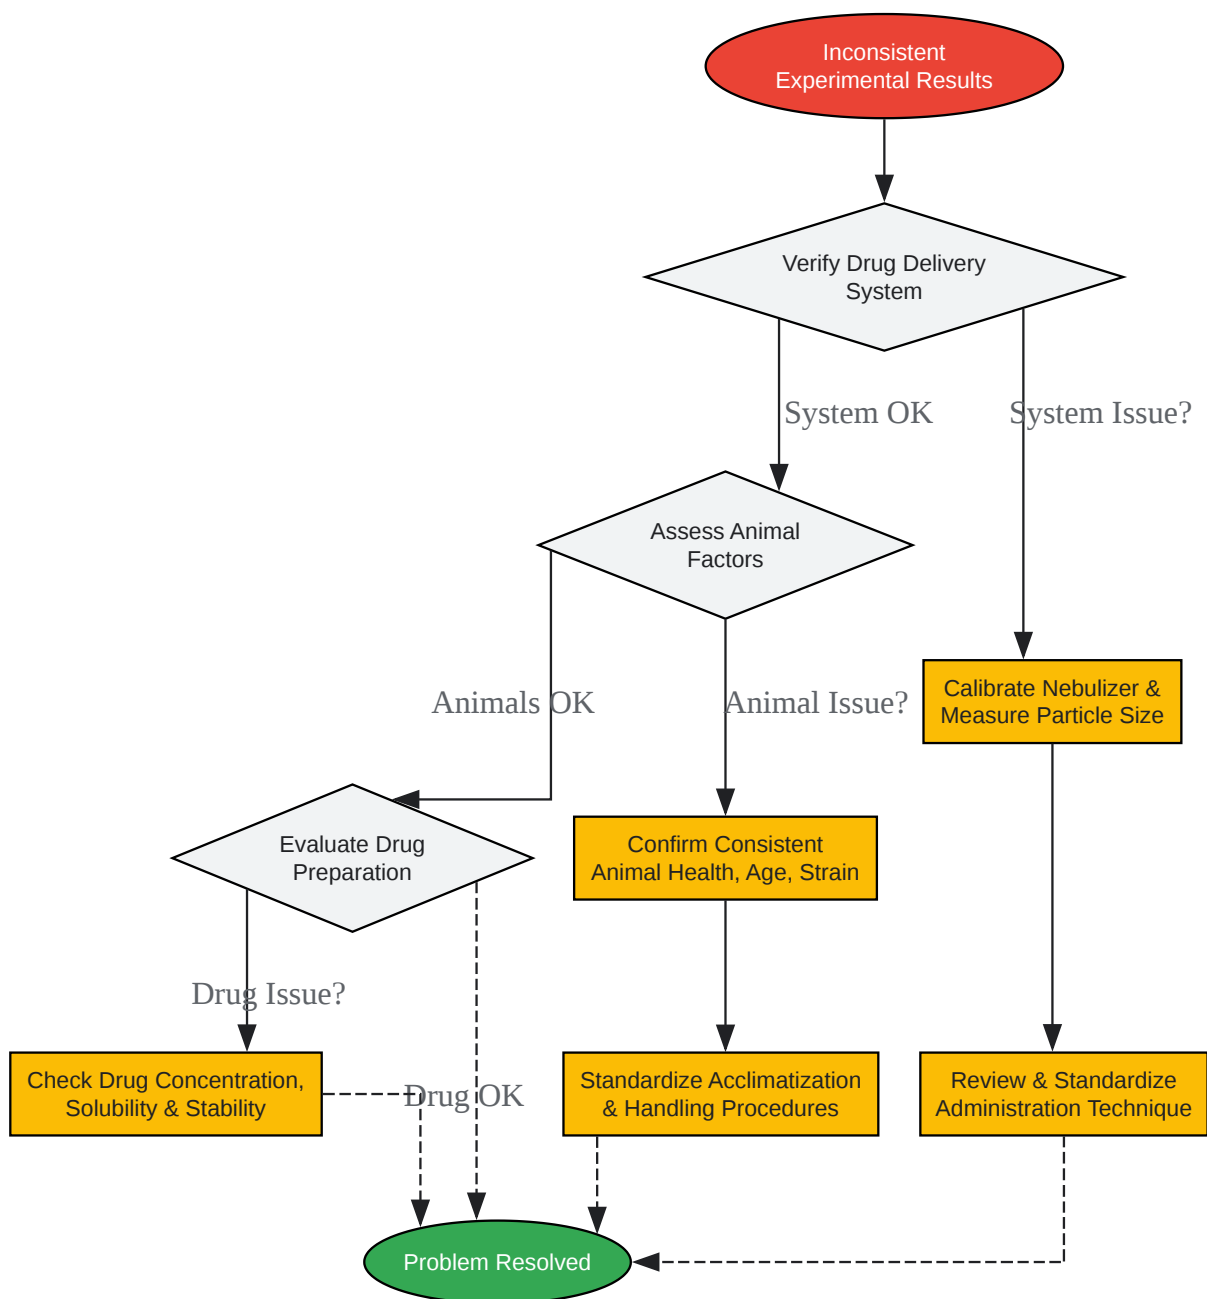 Inconsistent
Experimental Results
Verify Drug Delivery
System
System OK
System Issue?
Assess Animal
Factors
Animals OK
Animal Issue?
Calibrate Nebulizer &
Measure Particle Size
Evaluate Drug
Preparation
Confirm Consistent
Animal Health, Age, Strain
Drug Issue?
Drug OK
Check Drug Concentration,
Solubility & Stability
Standardize Acclimatization
& Handling Procedures
Review & Standardize
Administration Technique
Problem Resolved